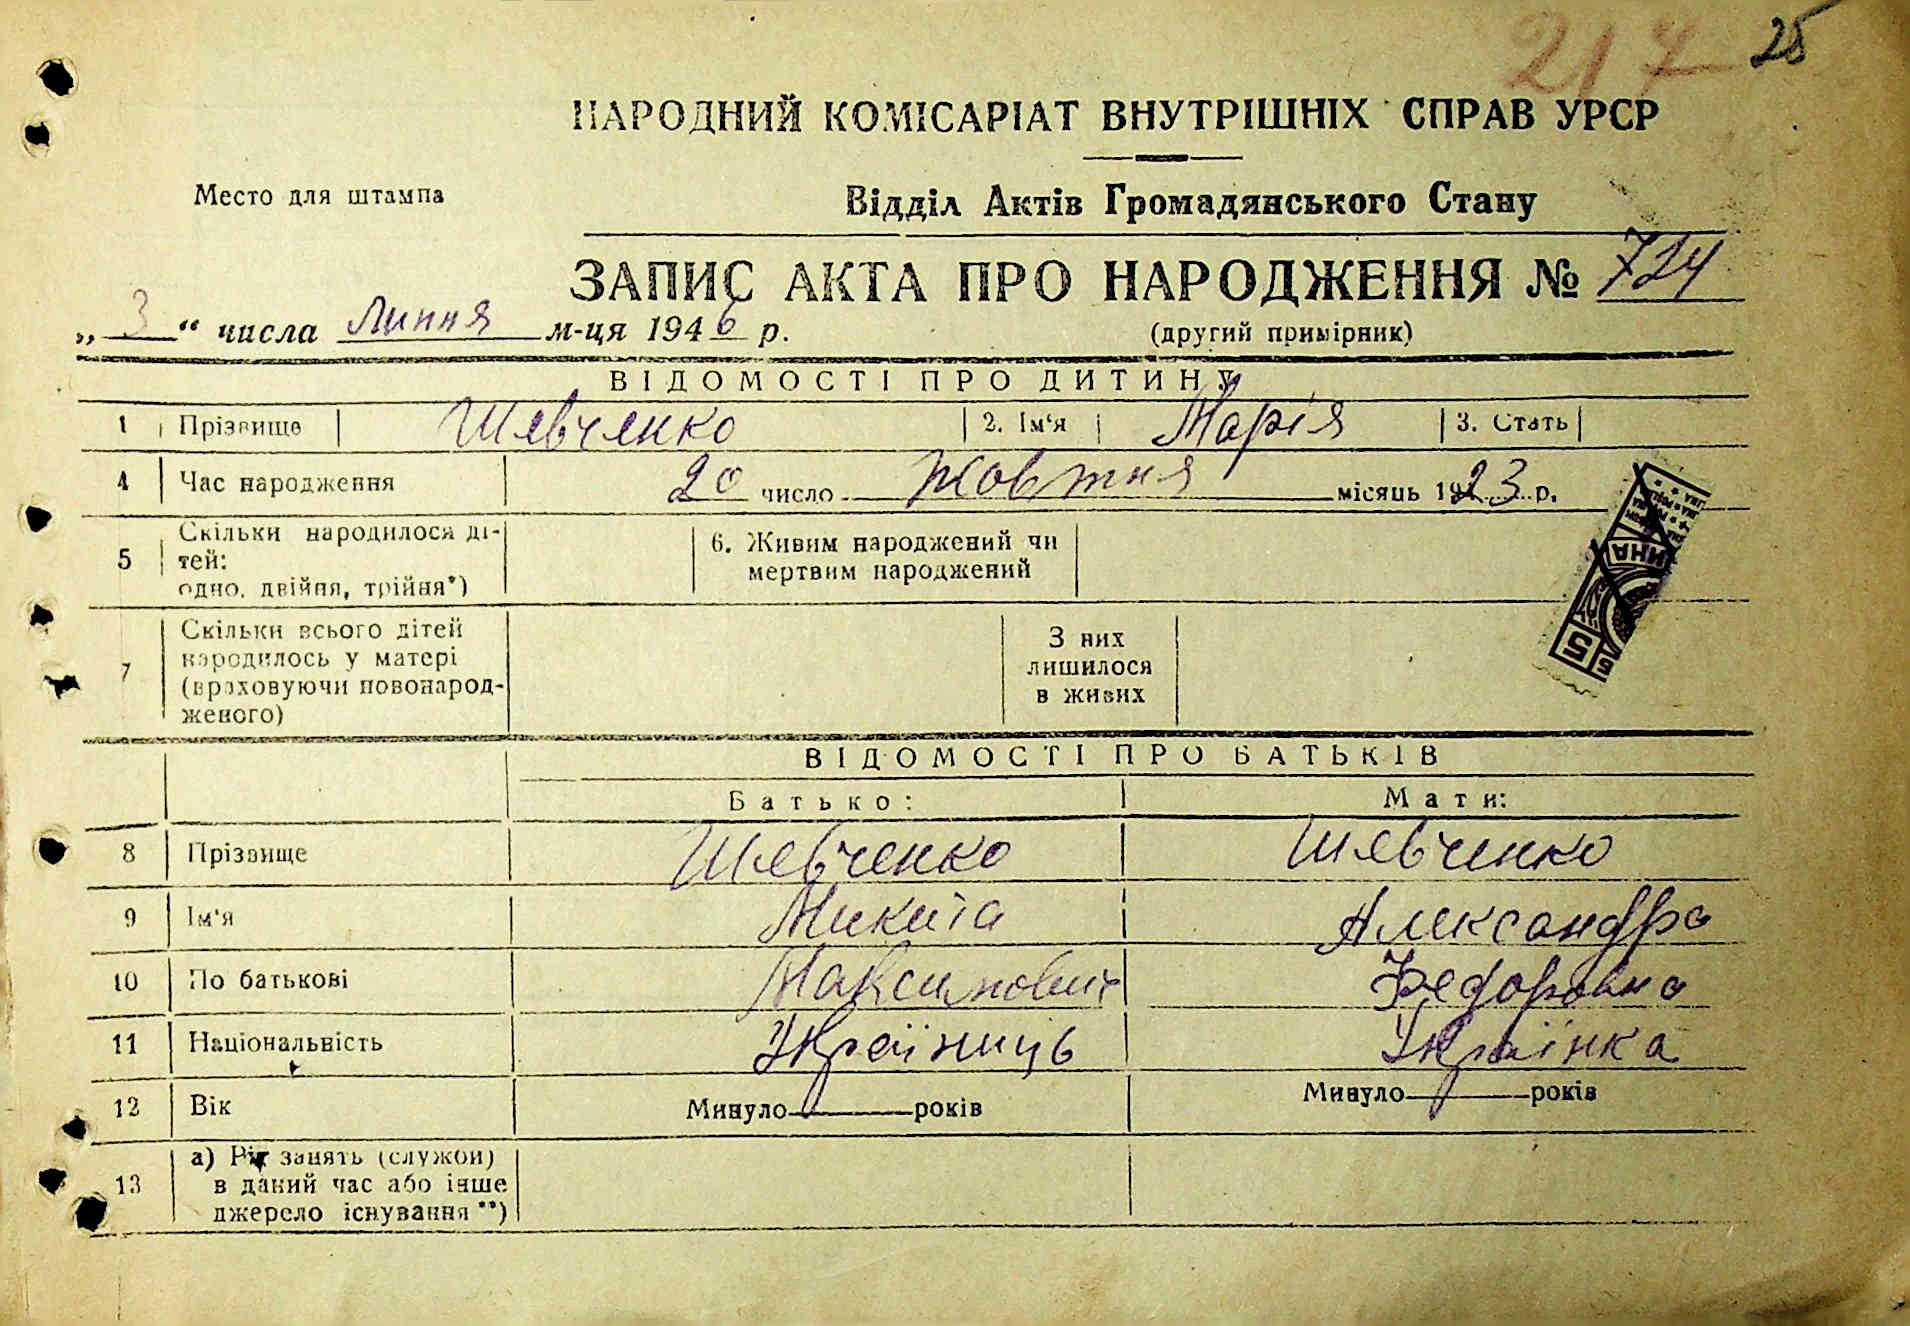 217 25
НАРОДНИЙ КОМІСАРІАТ ВНУТРІШНІХ СПРАВ УРСР
Место для штампа
Відділ Актів Громадянського Стану
ЗАПИС АКТА ПРО НАРОДЖЕННЯ № 724
„ 3 “ числа Липня м-ця 1946 р.
(другий примірник)
ВІДОМОСТІ ПРО ДИТИНУ
1 Прізвище Шевченко 2. Ім‘я Марія 3. Стать
4 Час народження 20 число Жовтня місяць 1923 р.
5 Скільки народилося ді-
тей:
одно, двійня, трійня*)
6. Живим народжений чи
мертвим народжений
7 Скільки всього дітей
народилось у матері
(враховуючи новонарод-
женого)
З них
лишилося
в живих
ВІДОМОСТІ ПРО БАТЬКІВ
Батько: Мати:
8 Прізвище Шевченко Шевченко
9 Ім‘я Микита Александра
10 По батькові Максимович Федоровна
11 Національність Українець Українка
12 Вік Минуло років Минуло років
13 а) Рід занять (служби)
в даний час або інше
джерело існування **)